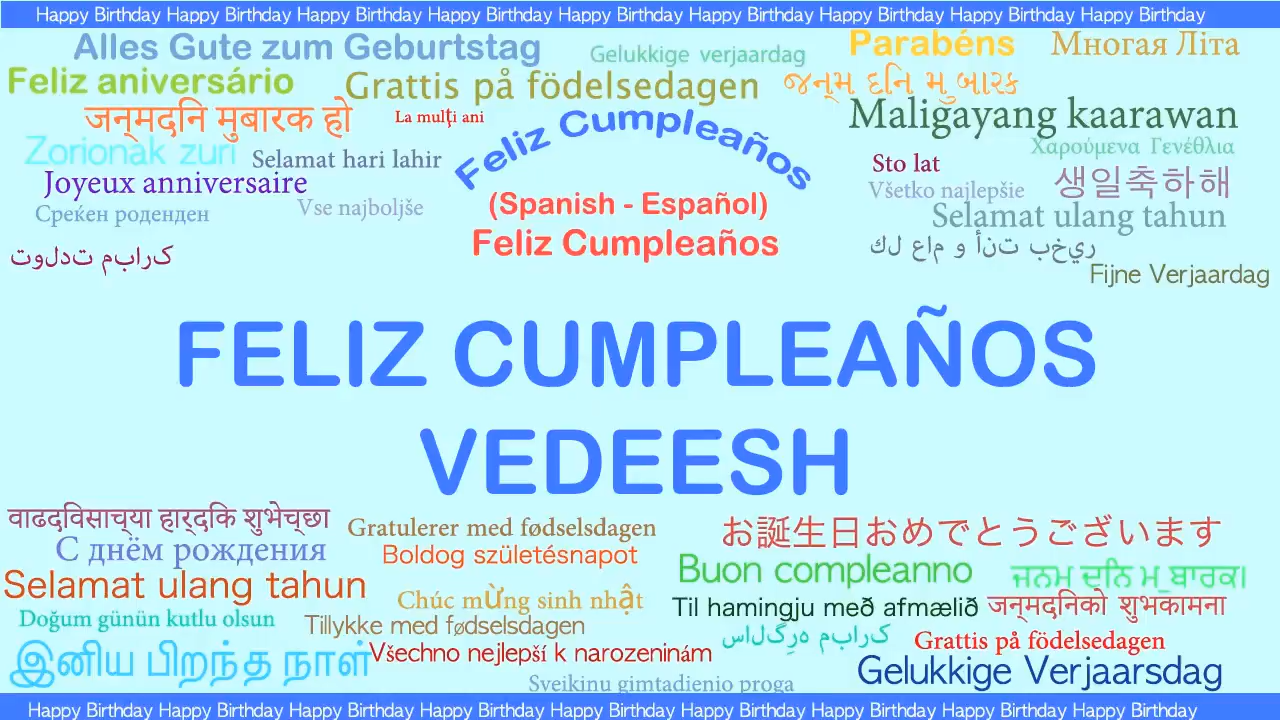 Happy Birthday Happy Birthday Happy Birthday Happy Birthday Happy Birthday Happy Birthday Happy Birthday Happy Birthday Happy Birthday
Alles Gute zum Geburtstag
Gelukkige verjaardag
Parabéns
Многая Літа
Feliz aniversário
Grattis på födelsedagen
જન્મ દિન મુબારક
जन्मदिन मुबारक हो
La mulţi ani
Feliz Cumpleaños
Maligayang kaarawan
Zorionak zuri
Selamat hari lahir
Χαρούμενα Γενέθλια
Sto lat
Joyeux anniversaire
Všetko najlepšie
생일축하해
(Spanish - Español)
Среќен роденден
Vse najboljše
Selamat ulang tahun
Feliz Cumpleaños
تولدت مبارک
كل عام و أنت بخير
Fijne Verjaardag
FELIZ CUMPLEAÑOS
VEDEESH
वाढदिवसाच्या हार्दिक शुभेच्छा
Gratulerer med fødselsdagen
お誕生日おめでとうございます
С днём рождения
Boldog születésnapot
Buon compleanno
ਜਨਮ ਦਿਨ ਮੁਬਾਰਕ।
Selamat ulang tahun
Chúc mừng sinh nhật
Til hamingju með afmælið
जन्मदिनको शुभकामना
Doğum günün kutlu olsun
Tillykke med fødselsdagen
سالگرہ مبارک
Grattis på födelsedagen
இனிய பிறந்த நாள்
Všechno nejlepší k narozeninám
Gelukkige Verjaarsdag
Sveikinu gimtadienio proga
Happy Birthday Happy Birthday Happy Birthday Happy Birthday Happy Birthday Happy Birthday Happy Birthday Happy Birthday Happy Birthday